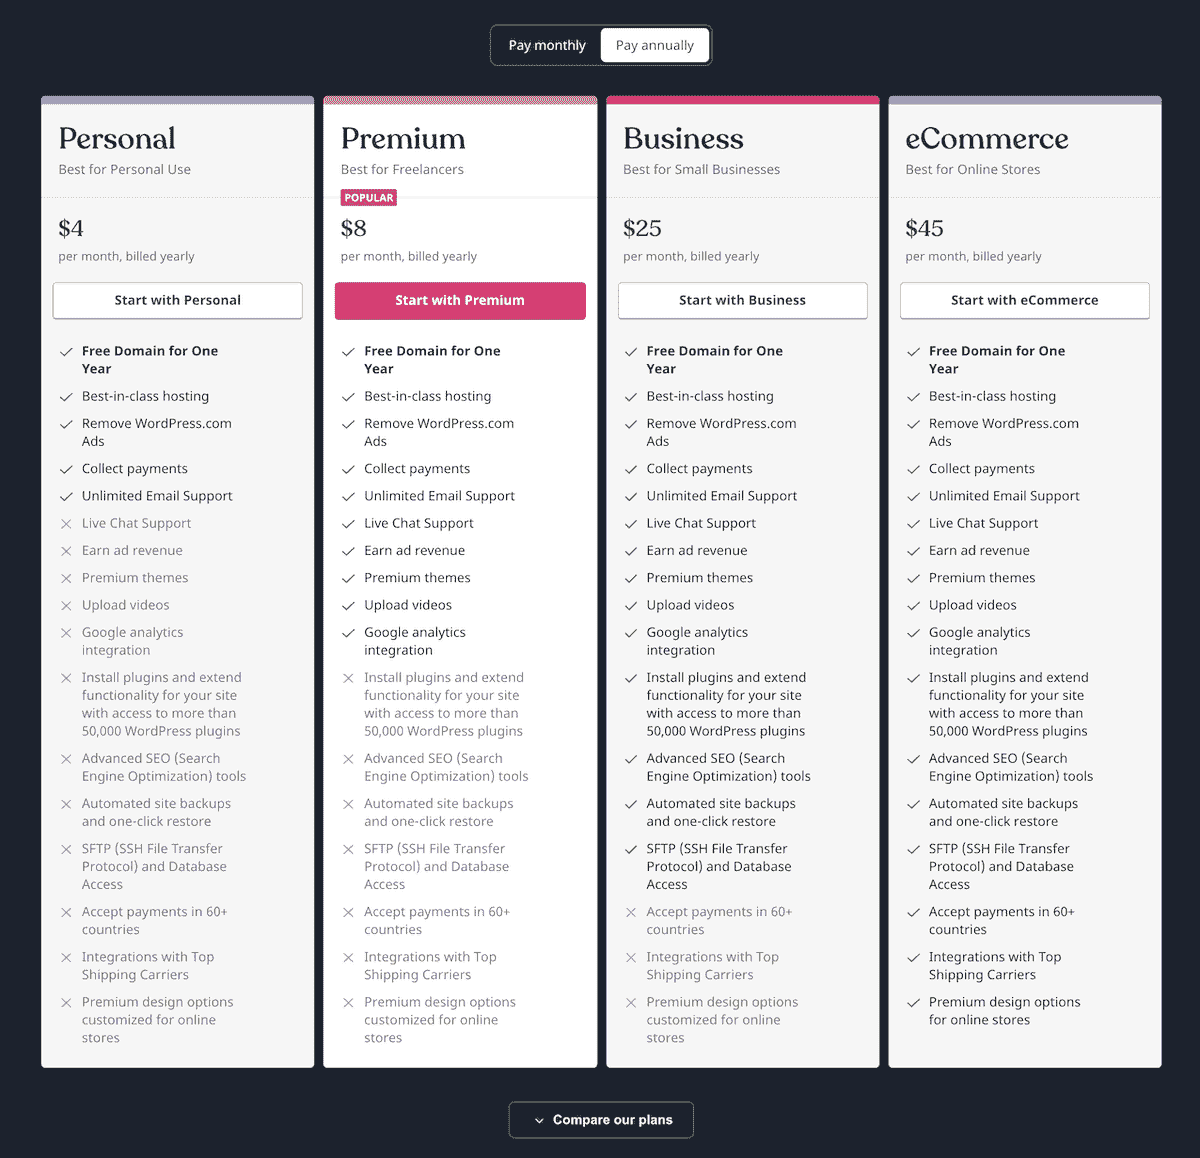 Pay monthly
Pay annually
Personal
Best for Personal Use
$4
per month, billed yearly
Start with Personal
Free Domain for One
Year
Best-in-class hosting
Remove WordPress.com
Ads
Collect payments
Unlimited Email Support
Live Chat Support
Earn ad revenue
Premium themes
Upload videos
Google analytics
integration
Install plugins and extend
functionality for your site
with access to more than
50,000 WordPress plugins
Advanced SEO (Search
Engine Optimization) tools
Automated site backups
and one-click restore
SFTP (SSH File Transfer
Protocol) and Database
Access
Accept payments in 60+
countries
Integrations with Top
Shipping Carriers
Premium design options
customized for online
stores
Premium
Best for Freelancers
POPULAR
$8
per month, billed yearly
Start with Premium
Free Domain for One
Year
Best-in-class hosting
Remove WordPress.com
Ads
Collect payments
Unlimited Email Support
Live Chat Support
Earn ad revenue
Premium themes
Upload videos
Google analytics
integration
Install plugins and extend
functionality for your site
with access to more than
50,000 WordPress plugins
Advanced SEO (Search
Engine Optimization) tools
Automated site backups
and one-click restore
SFTP (SSH File Transfer
Protocol) and Database
Access
Accept payments in 60+
countries
Integrations with Top
Shipping Carriers
Premium design options
customized for online
stores
Business
Best for Small Businesses
$25
per month, billed yearly
Start with Business
Free Domain for One
Year
Best-in-class hosting
Remove WordPress.com
Ads
Collect payments
Unlimited Email Support
Live Chat Support
Earn ad revenue
Premium themes
Upload videos
Google analytics
integration
Install plugins and extend
functionality for your site
with access to more than
50,000 WordPress plugins
Advanced SEO (Search
Engine Optimization) tools
Automated site backups
and one-click restore
SFTP (SSH File Transfer
Protocol) and Database
Access
Accept payments in 60+
countries
Integrations with Top
Shipping Carriers
Premium design options
customized for online
stores
eCommerce
Best for Online Stores
$45
per month, billed yearly
Start with eCommerce
Free Domain for One
Year
Best-in-class hosting
Remove WordPress.com
Ads
Collect payments
Unlimited Email Support
Live Chat Support
Earn ad revenue
Premium themes
Upload videos
Google analytics
integration
Install plugins and extend
functionality for your site
with access to more than
50,000 WordPress plugins
Advanced SEO (Search
Engine Optimization) tools
Automated site backups
and one-click restore
SFTP (SSH File Transfer
Protocol) and Database
Access
Accept payments in 60+
countries
Integrations with Top
Shipping Carriers
Premium design options
for online stores
Compare our plans